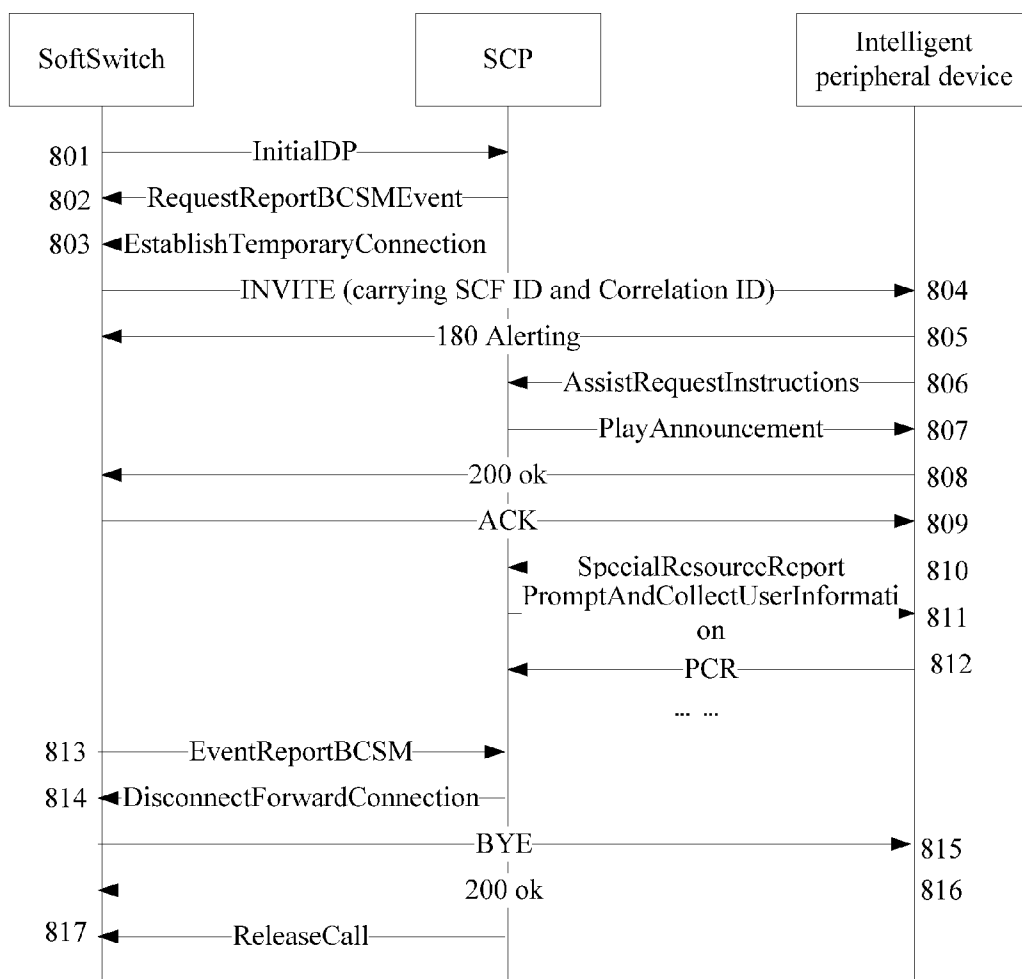 SoftSwitch
SCP
Intelligent
peripheral device
801 InitialDP
802 RequestReportBCSMEvent
803 EstablishTemporaryConnection
INVITE (carrying SCF ID and Correlation ID) 804
180 Alerting 805
AssistRequestInstructions 806
PlayAnnouncement 807
200 ok 808
ACK 809
SpecialResourceReport 810
PromptAndCollectUserInformati
on 811
PCR 812
... ...
813 EventReportBCSM
814 DisconnectForwardConnection
BYE 815
200 ok 816
817 ReleaseCall